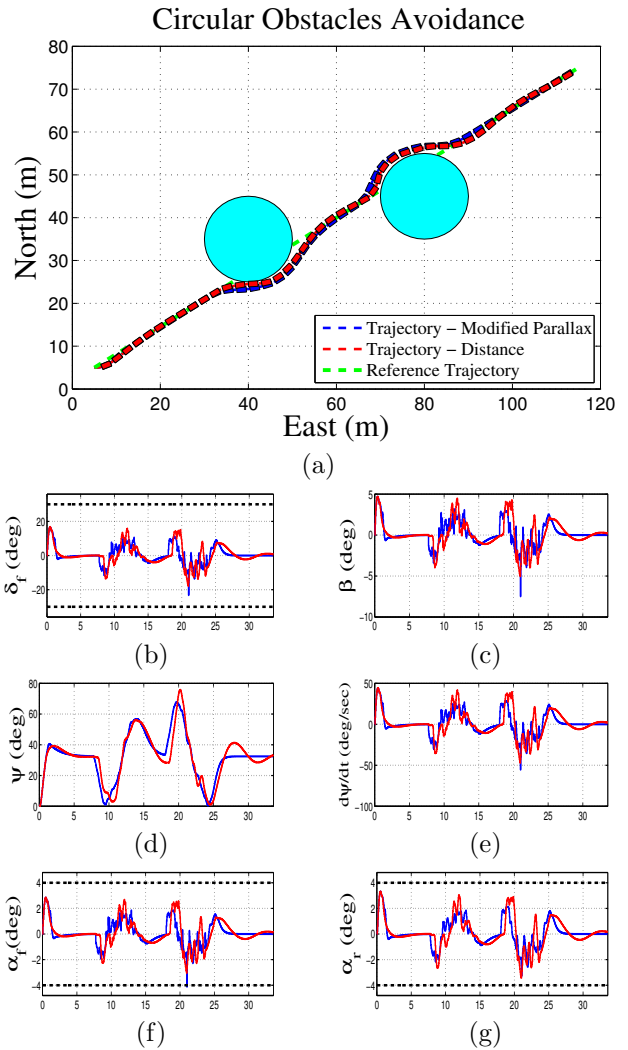 Circular Obstacles Avoidance
80
70
60
50
40
30
20
10
0
North (m)
0 20 40 60 80 100 120
East (m)
Trajectory − Modified Parallax
Trajectory − Distance
Reference Trajectory
(a)
δf (deg)
20
0
−20
0 5 10 15 20 25 30
(b)
β (deg)
5
0
−5
−10
0 5 10 15 20 25 30
(c)
ψ (deg)
80
60
40
20
0
0 5 10 15 20 25 30
(d)
dψ/dt (deg/sec)
50
0
−50
−100
0 5 10 15 20 25 30
(e)
αf(deg)
4
2
0
−2
−4
0 5 10 15 20 25 30
(f)
αr (deg)
4
2
0
−2
−4
0 5 10 15 20 25 30
(g)